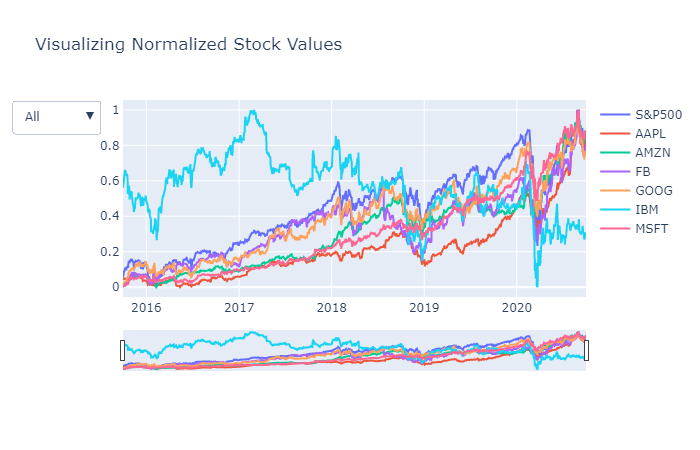 Visualizing Normalized Stock Values
All
1
0.8
0.6
0.4
0.2
0
2016
2017
2018
2019
2020
S&P500
AAPL
AMZN
FB
GOOG
IBM
MSFT